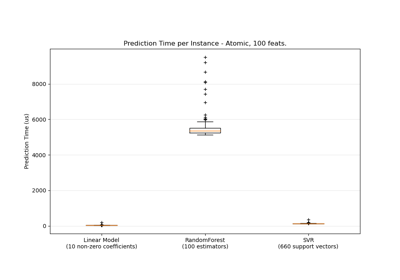 Prediction Time per Instance - Atomic, 100 feats.
Prediction Time (us)
8000
6000
4000
2000
0
Linear Model
(10 non-zero coefficients)
RandomForest
(100 estimators)
SVR
(660 support vectors)